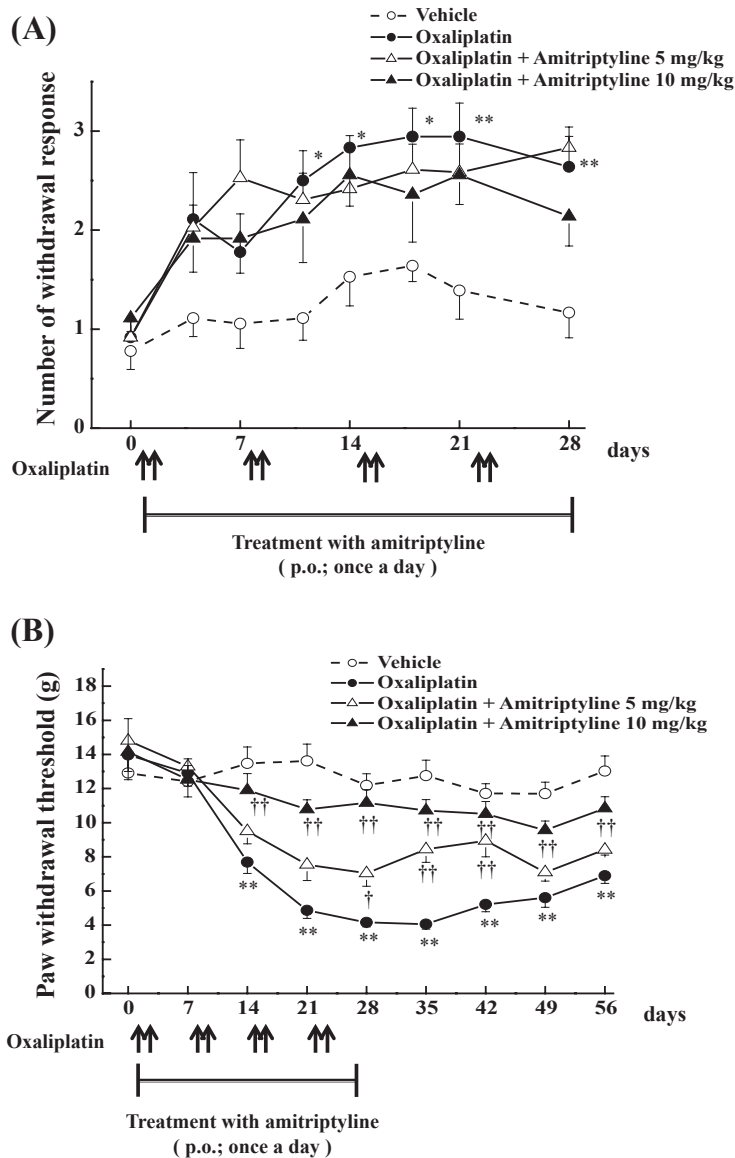 (A)
Vehicle
Oxaliplatin
Oxaliplatin + Amitriptyline 5 mg/kg
Oxaliplatin + Amitriptyline 10 mg/kg
Number of withdrawal response
3
2
1
0
* * * ** **
0 7 14 21 28 days
Oxaliplatin
Treatment with amitriptyline
( p.o.; once a day )
(B)
Vehicle
Oxaliplatin
Oxaliplatin + Amitriptyline 5 mg/kg
Oxaliplatin + Amitriptyline 10 mg/kg
Paw withdrawal threshold (g)
18
16
14
12
10
8
6
4
2
0
†† †† †† †† †† †† ††
† †† ††
** ** ** ** ** ** **
0 7 14 21 28 35 42 49 56 days
Oxaliplatin
Treatment with amitriptyline
( p.o.; once a day )